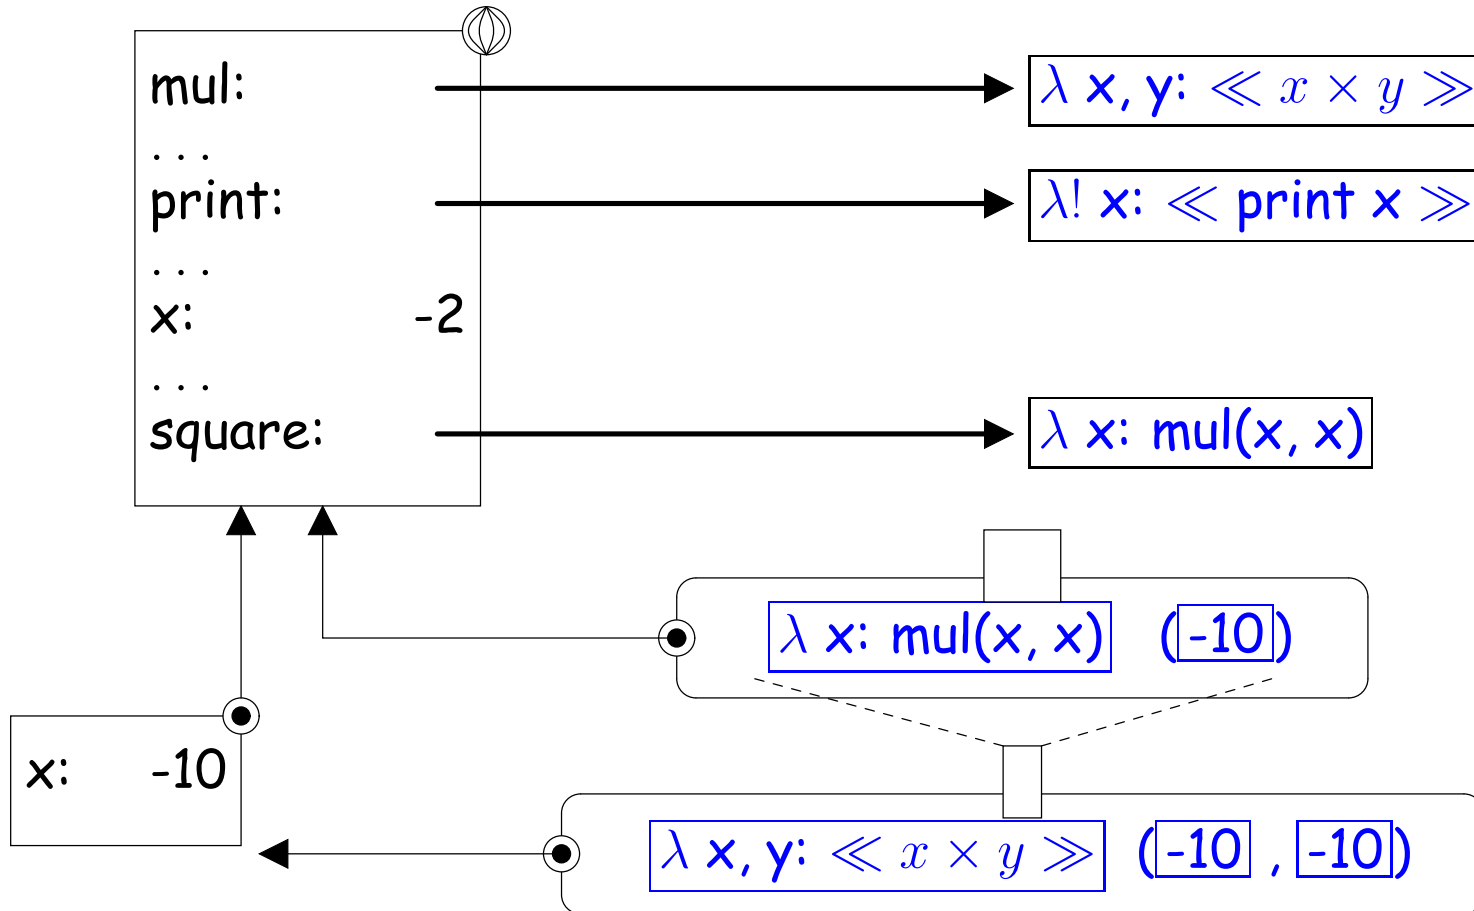 mul: λ x, y: ≪ x × y ≫
. . .
print: λ! x: ≪ print x ≫
. . .
x: -2
. . .
square: λ x: mul(x, x)
λ x: mul(x, x) (-10)
x: -10
λ x, y: ≪ x × y ≫ (-10 , -10)